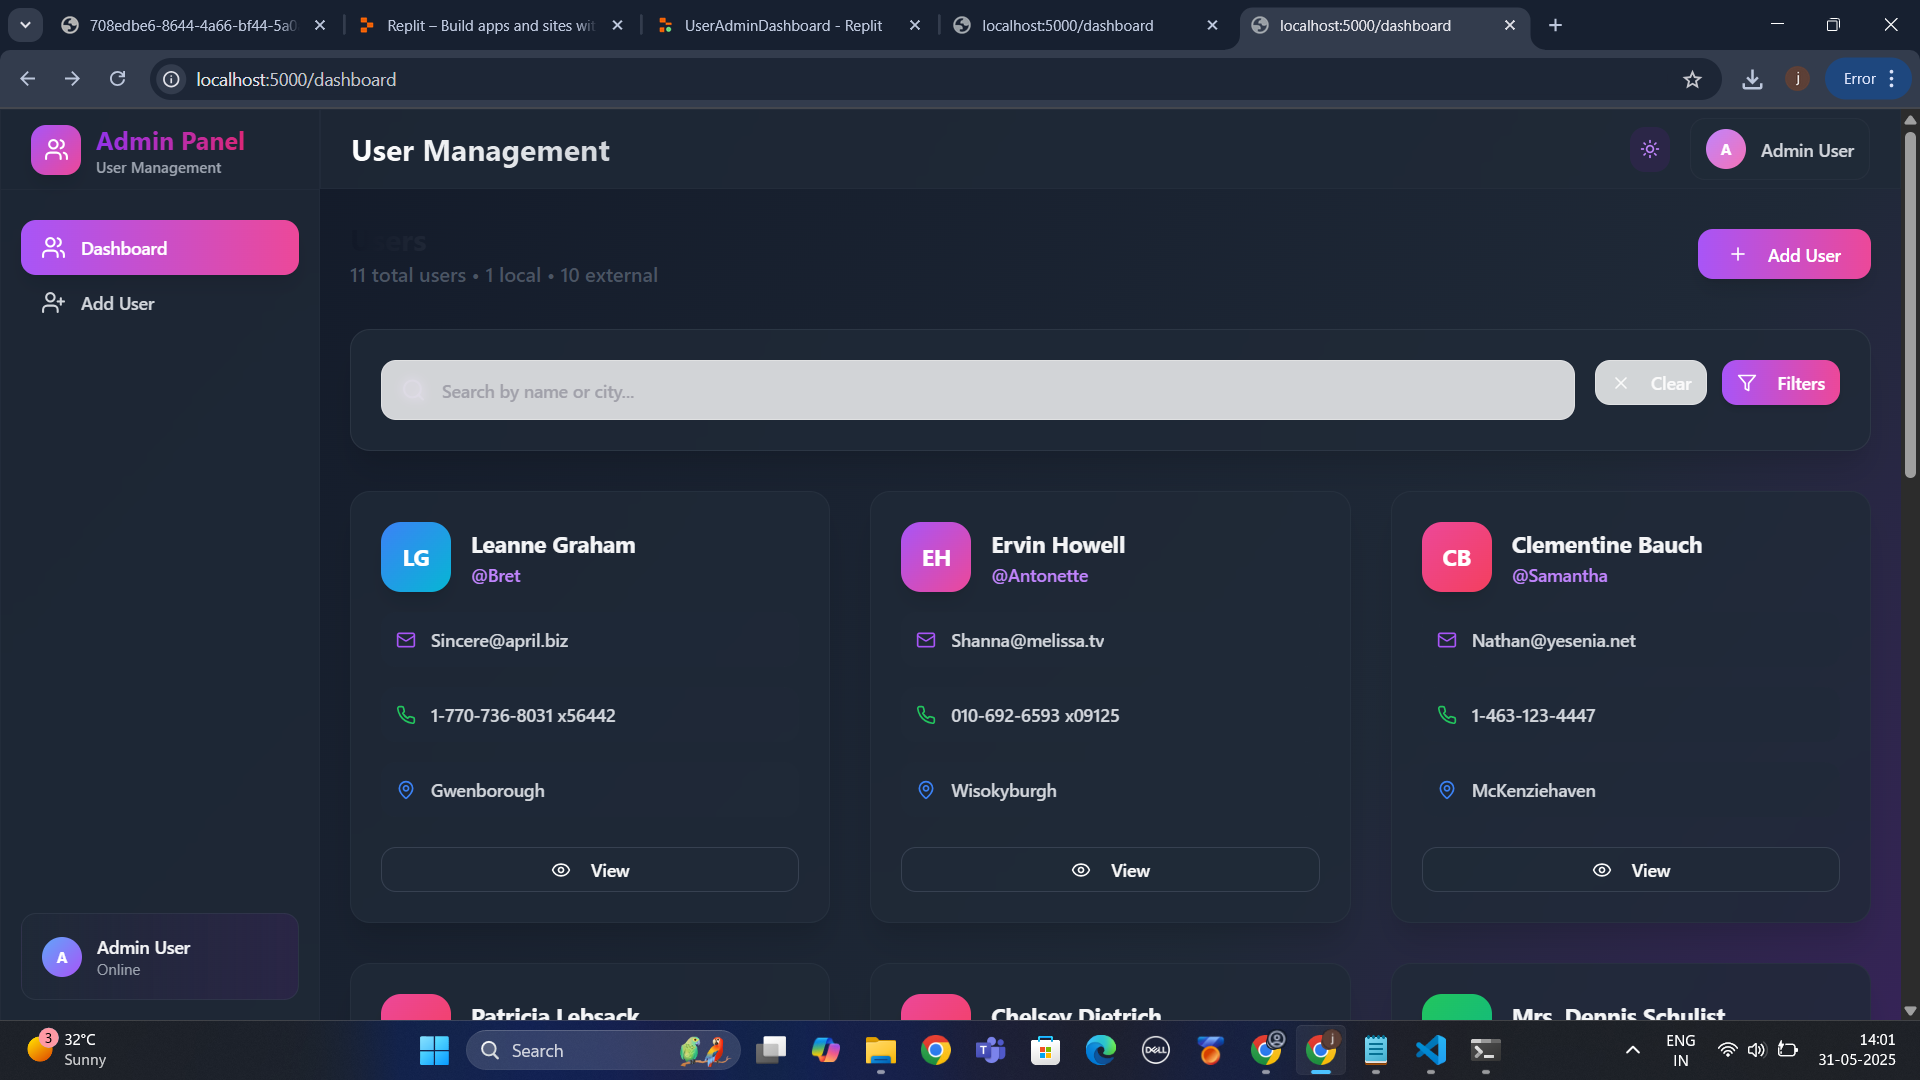 708edbe6-8644-4a66-bf44-5a0
Replit – Build apps and sites wit
UserAdminDashboard - Replit
localhost:5000/dashboard
localhost:5000/dashboard
localhost:5000/dashboard
j
Error
Admin Panel
User Management
User Management
A
Admin User
Dashboard
Add User
Users
11 total users • 1 local • 10 external
Add User
Search by name or city...
Clear
Filters
LG
Leanne Graham
@Bret
Sincere@april.biz
1-770-736-8031 x56442
Gwenborough
View
EH
Ervin Howell
@Antonette
Shanna@melissa.tv
010-692-6593 x09125
Wisokyburgh
View
CB
Clementine Bauch
@Samantha
Nathan@yesenia.net
1-463-123-4447
McKenziehaven
View
Patricia Lebsack
Chelsey Dietrich
Mrs. Dennis Schulist
A
Admin User
Online
3
32°C
Sunny
Search
DELL
j
ENG
IN
14:01
31-05-2025